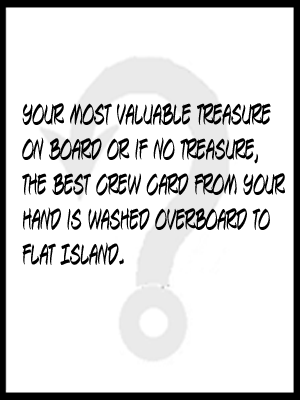 YOUR MOST VALUABLE TREASURE
ON BOARD OR IF NO TREASURE,
THE BEST CREW CARD FROM YOUR
HAND IS WASHED OVERBOARD TO
FLAT ISLAND.